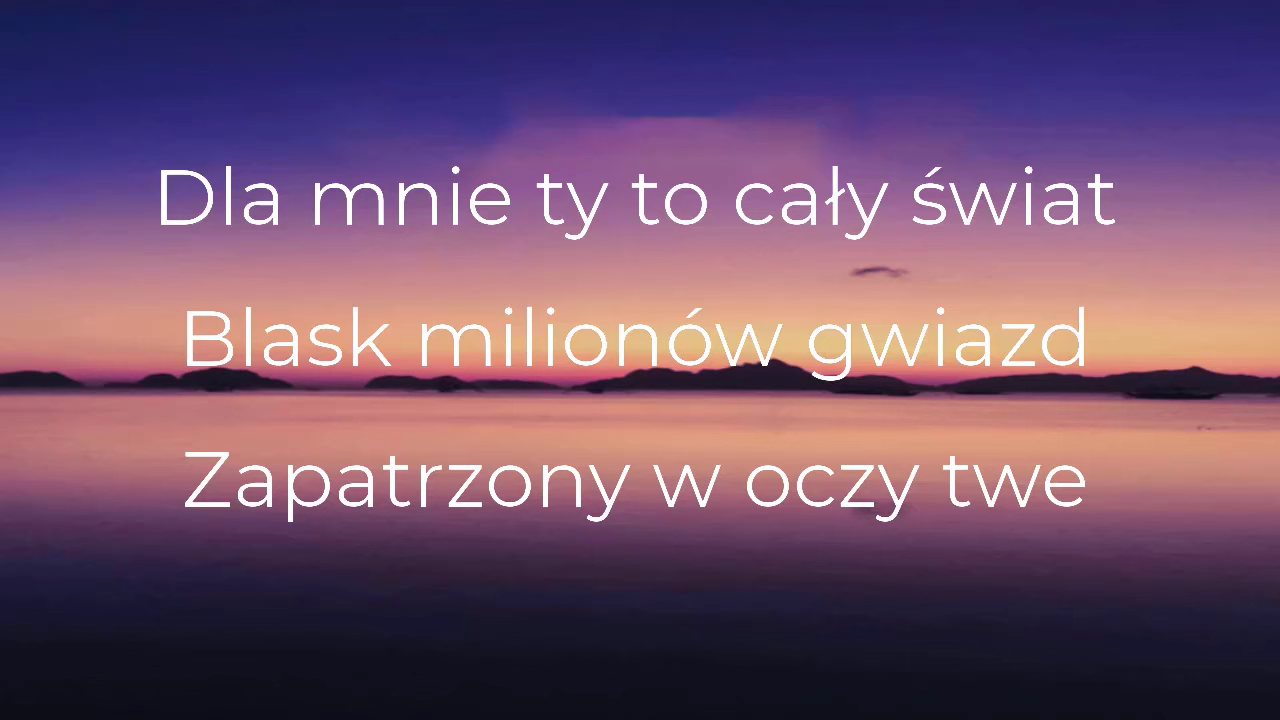 Dla mnie ty to cały świat
Blask milionów gwiazd
Zapatrzony w oczy twe